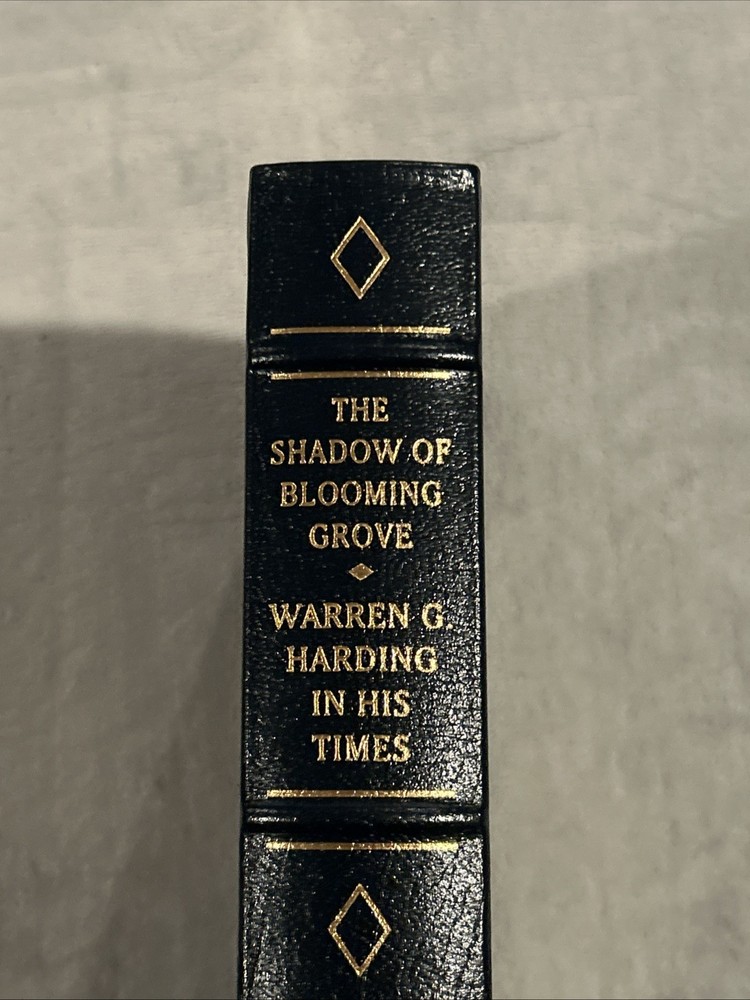 THE
SHADOW OF
BLOOMING
GROVE
WARREN G.
HARDING
IN HIS
TIMES